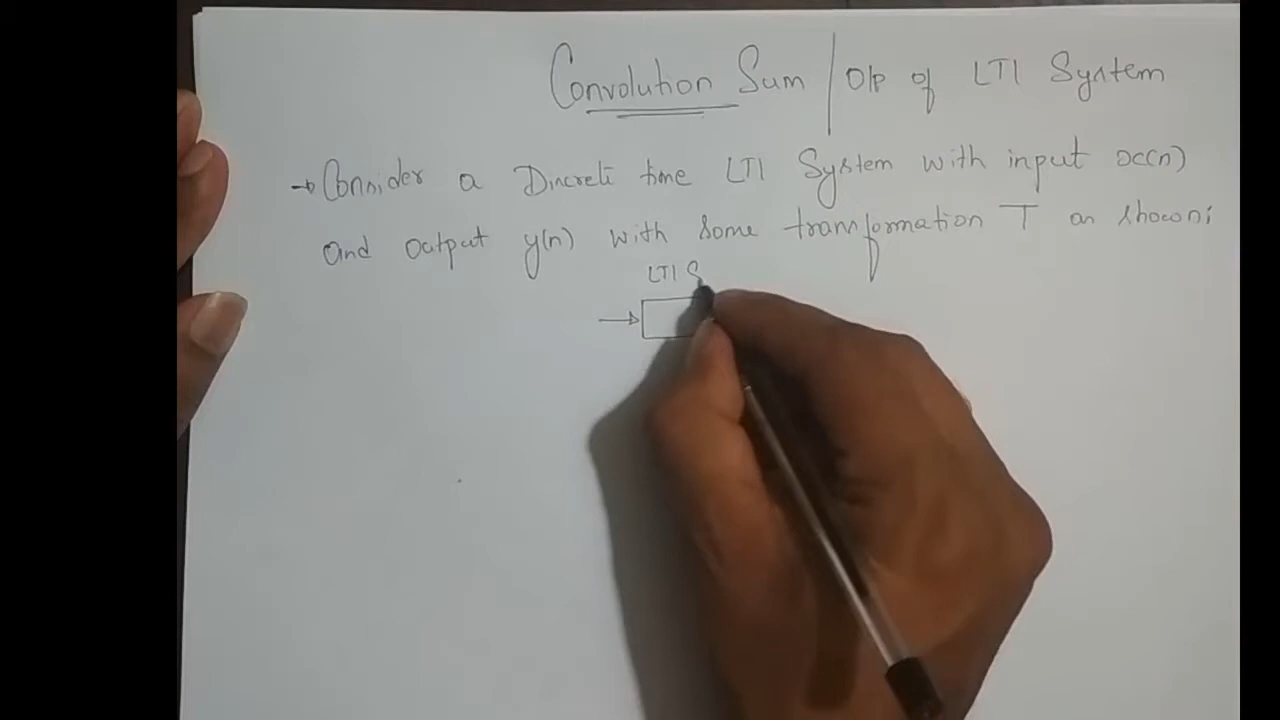 Convolution Sum / O/P of LTI System
→ Consider a Discrete time LTI System with input x(n)
and output y(n) with some transformation T as shown;
LTI S